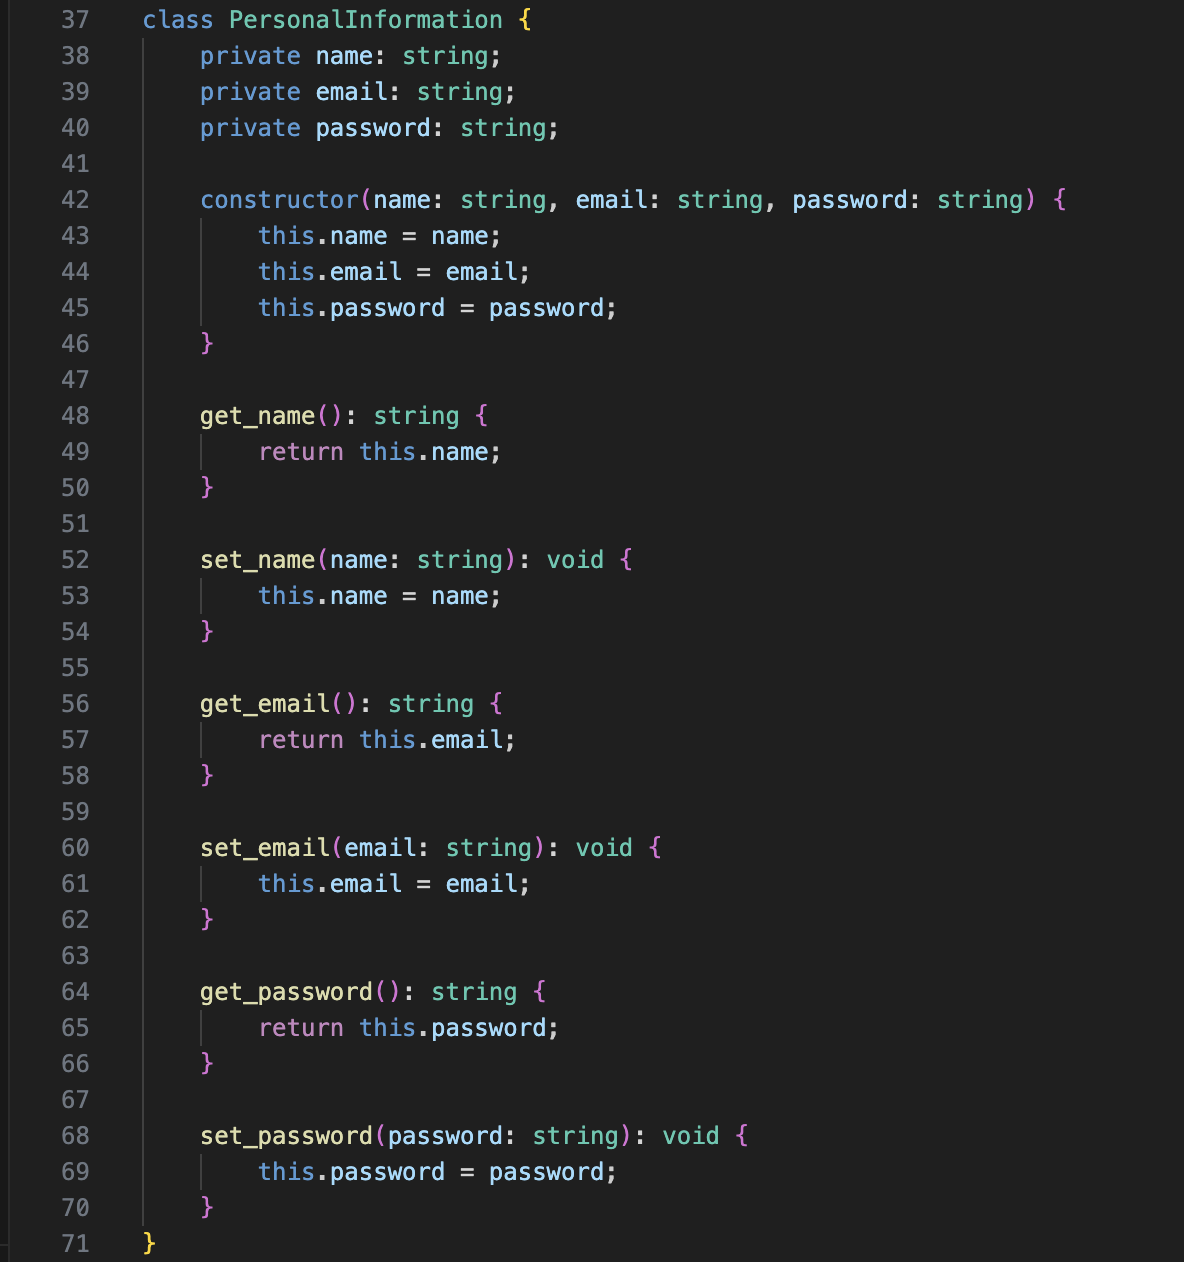 37 class PersonalInformation {
38     private name: string;
39     private email: string;
40     private password: string;
41
42     constructor(name: string, email: string, password: string) {
43         this.name = name;
44         this.email = email;
45         this.password = password;
46     }
47
48     get_name(): string {
49         return this.name;
50     }
51
52     set_name(name: string): void {
53         this.name = name;
54     }
55
56     get_email(): string {
57         return this.email;
58     }
59
60     set_email(email: string): void {
61         this.email = email;
62     }
63
64     get_password(): string {
65         return this.password;
66     }
67
68     set_password(password: string): void {
69         this.password = password;
70     }
71 }